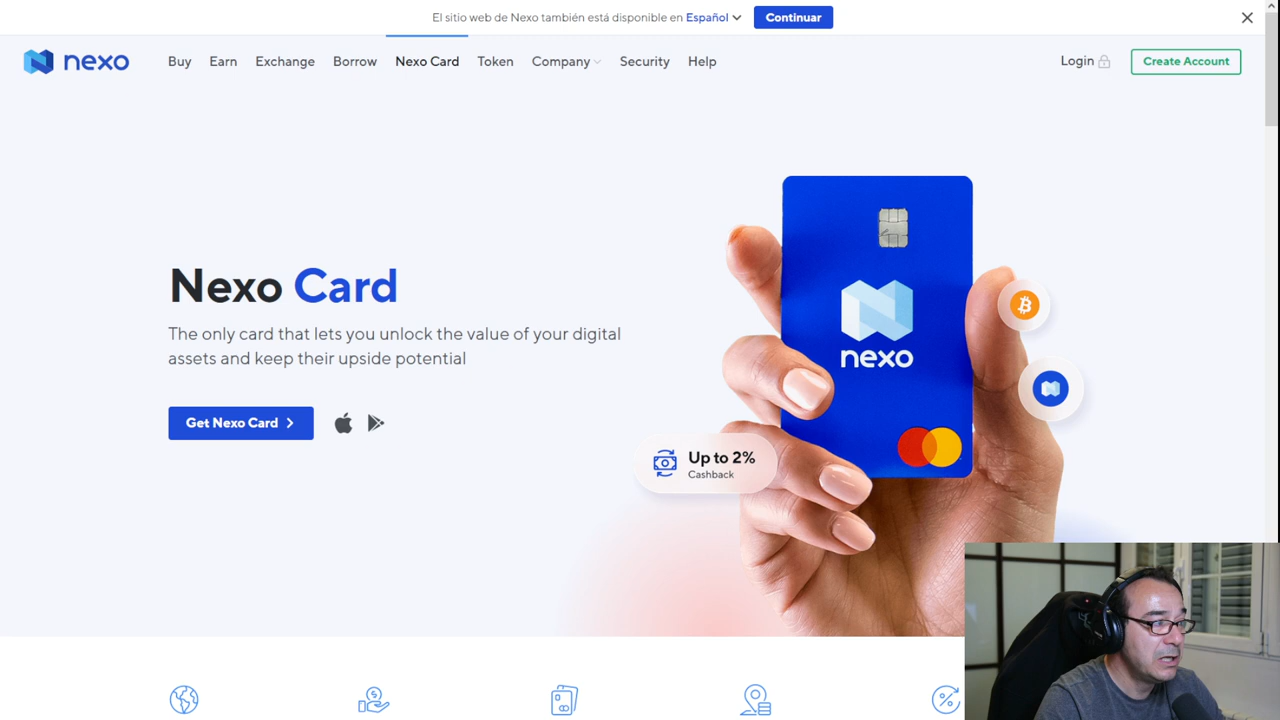 El sitio web de Nexo también está disponible en Español Continuar
nexo Buy Earn Exchange Borrow Nexo Card Token Company Security Help Login Create Account
Nexo Card
The only card that lets you unlock the value of your digital
assets and keep their upside potential
Get Nexo Card
nexo
Up to 2%
Cashback